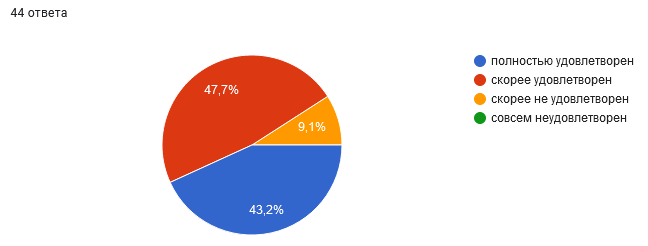 44 ответа
47,7%
9,1%
43,2%
полностью удовлетворен
скорее удовлетворен
скорее не удовлетворен
совсем неудовлетворен